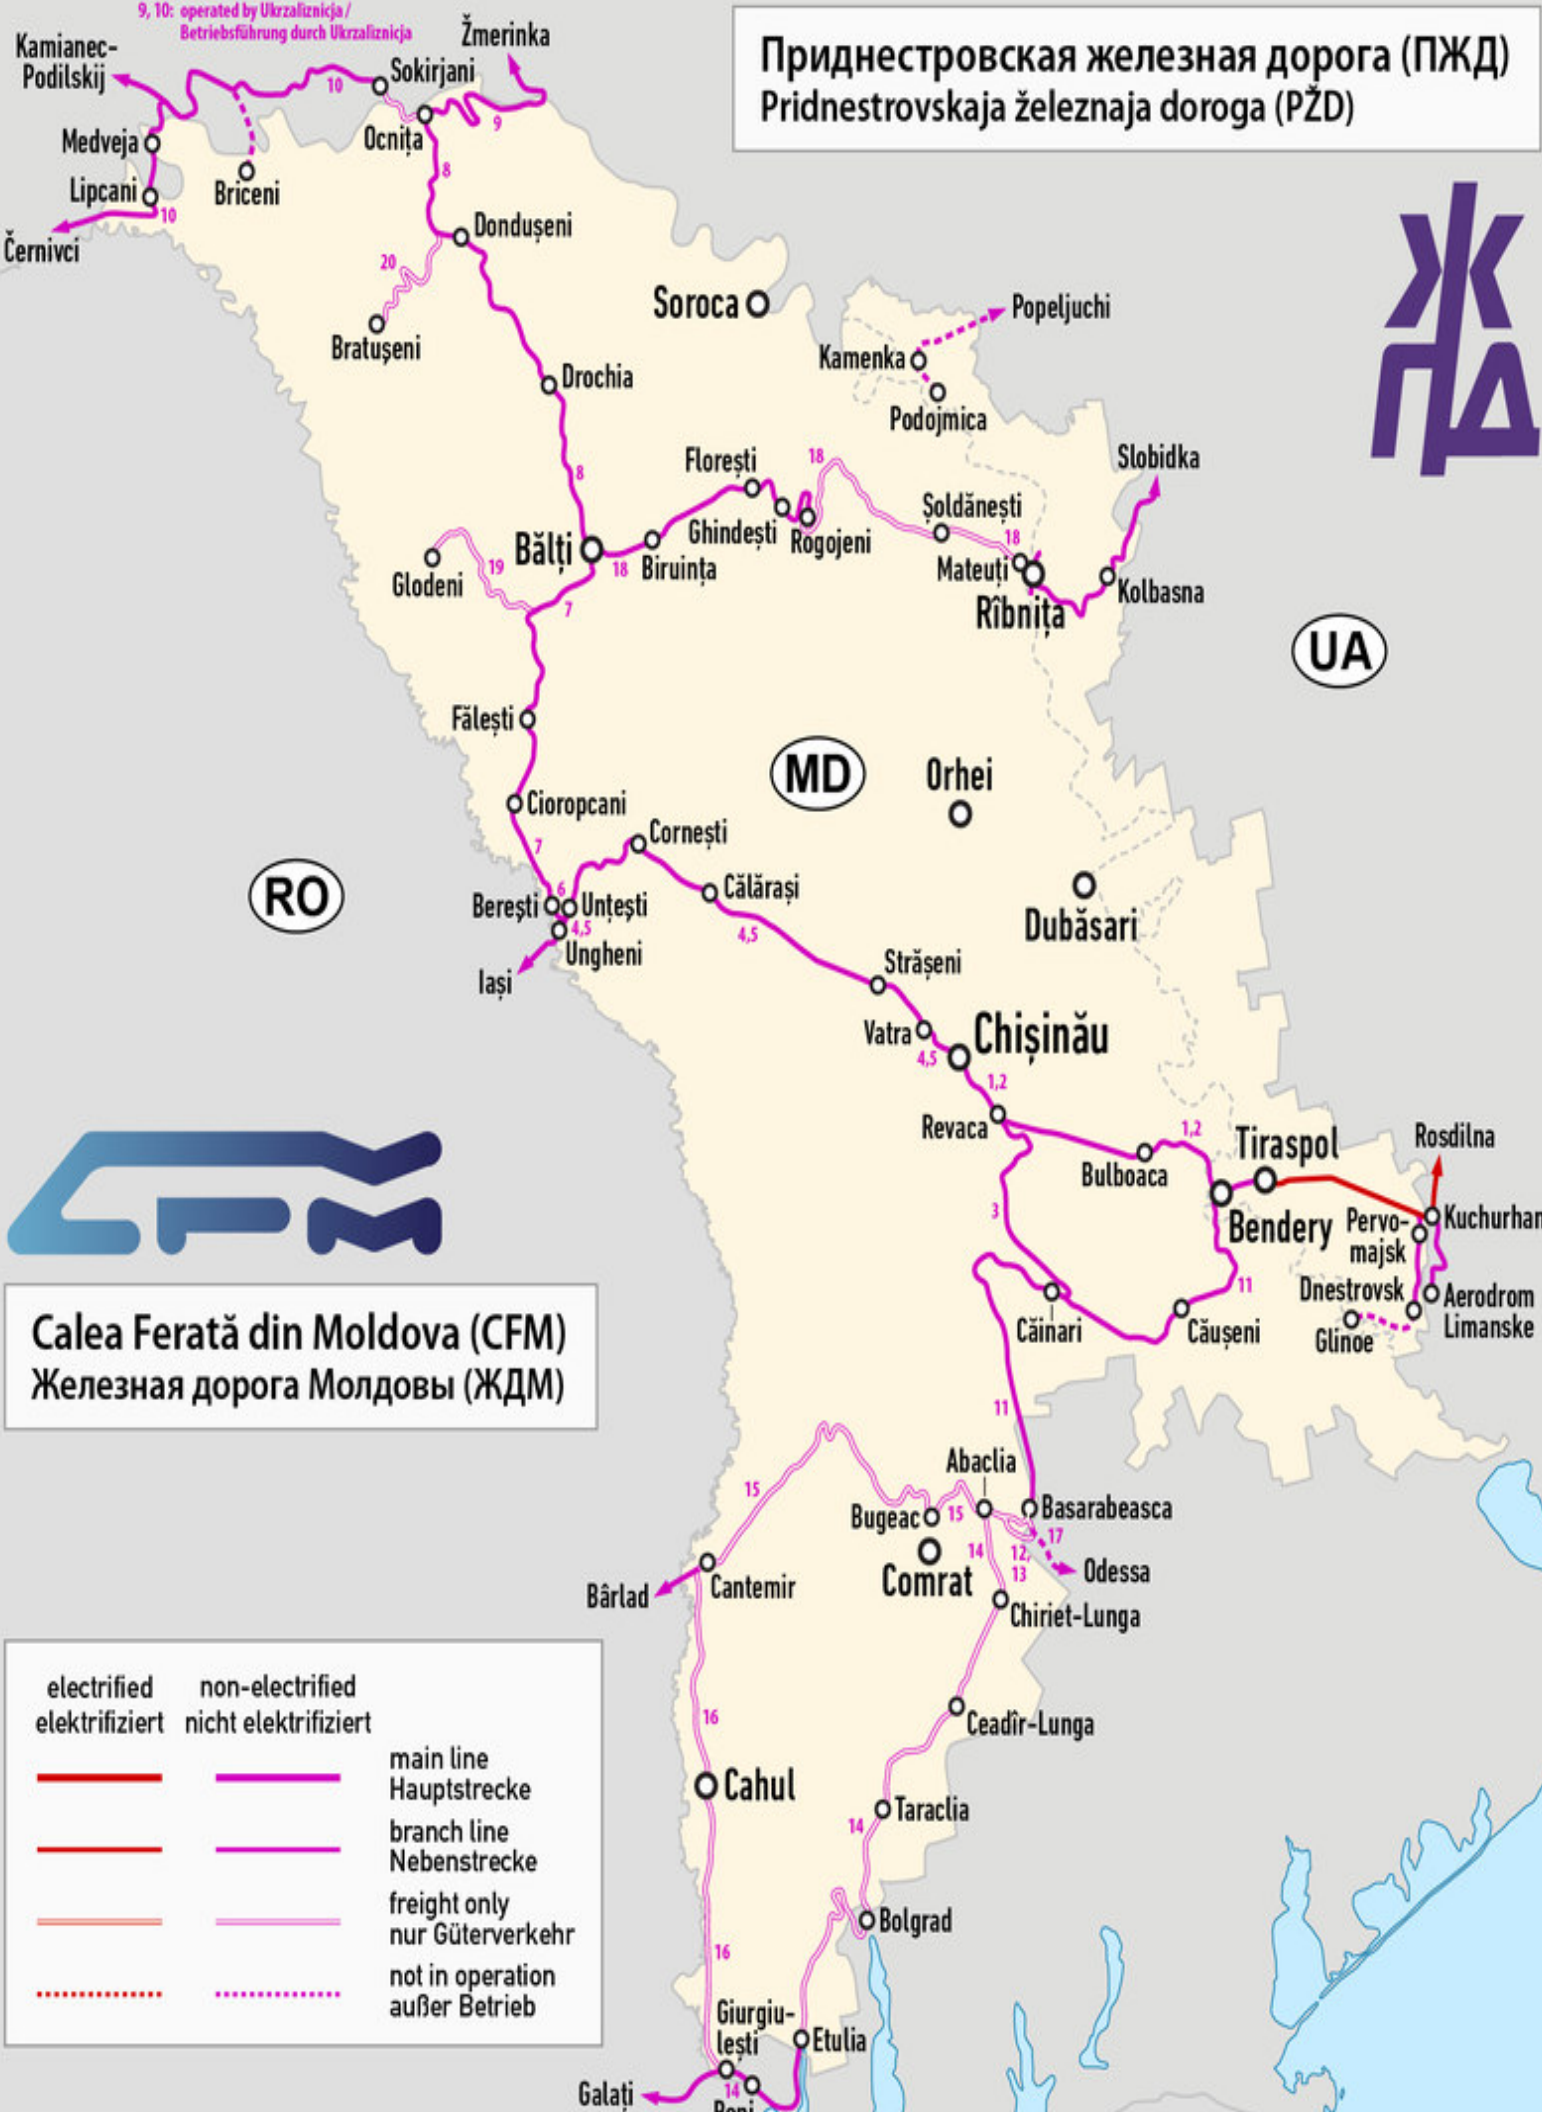 9, 10: operated by Ukrzaliznicja /
Betriebsführung durch Ukrzaliznicja
Žmerinka
Kamianec-
Podilskij
Sokirjani
10
9
Ocnița
Medveja
Lipcani
10
Briceni
Černivci
8
Dondușeni
20
Bratușeni
Приднестровская железная дорога (ПЖД)
Pridnestrovskaja železnaja doroga (PŽD)
ЖПД
Soroca
Popeljuchi
Kamenka
Podojmica
Drochia
8
Slobidka
Florești
18
Ghindești
Rogojeni
Șoldănești
18
Mateuți
Rîbnița
Kolbasna
Bălți
18
Biruința
Glodeni
19
7
UA
Fălești
MD
Orhei
Cioropcani
7
Cornești
RO
Călărași
Berești
6
Unțești
4,5
Ungheni
Iași
4,5
Dubăsari
Strășeni
Vatra
4,5
Chișinău
1,2
Revaca
1,2
Bulboaca
Tiraspol
Rosdilna
Bendery
Pervo-
majsk
Kuchurhan
3
11
Dnestrovsk
Glinoe
Aerodrom
Limanske
Căinari
Căușeni
CFM
Calea Ferată din Moldova (CFM)
Железная дорога Молдовы (ЖДМ)
11
Abaclia
15
Bugeac
15
Basarabeasca
17
14
12,
13
Odessa
Comrat
Bârlad
Cantemir
Chiriet-Lunga
16
Ceadîr-Lunga
Cahul
Taraclia
14
Bolgrad
16
Giurgiu-
lești
Etulia
Galați
14
electrified
elektrifiziert
non-electrified
nicht elektrifiziert
main line
Hauptstrecke
branch line
Nebenstrecke
freight only
nur Güterverkehr
not in operation
außer Betrieb